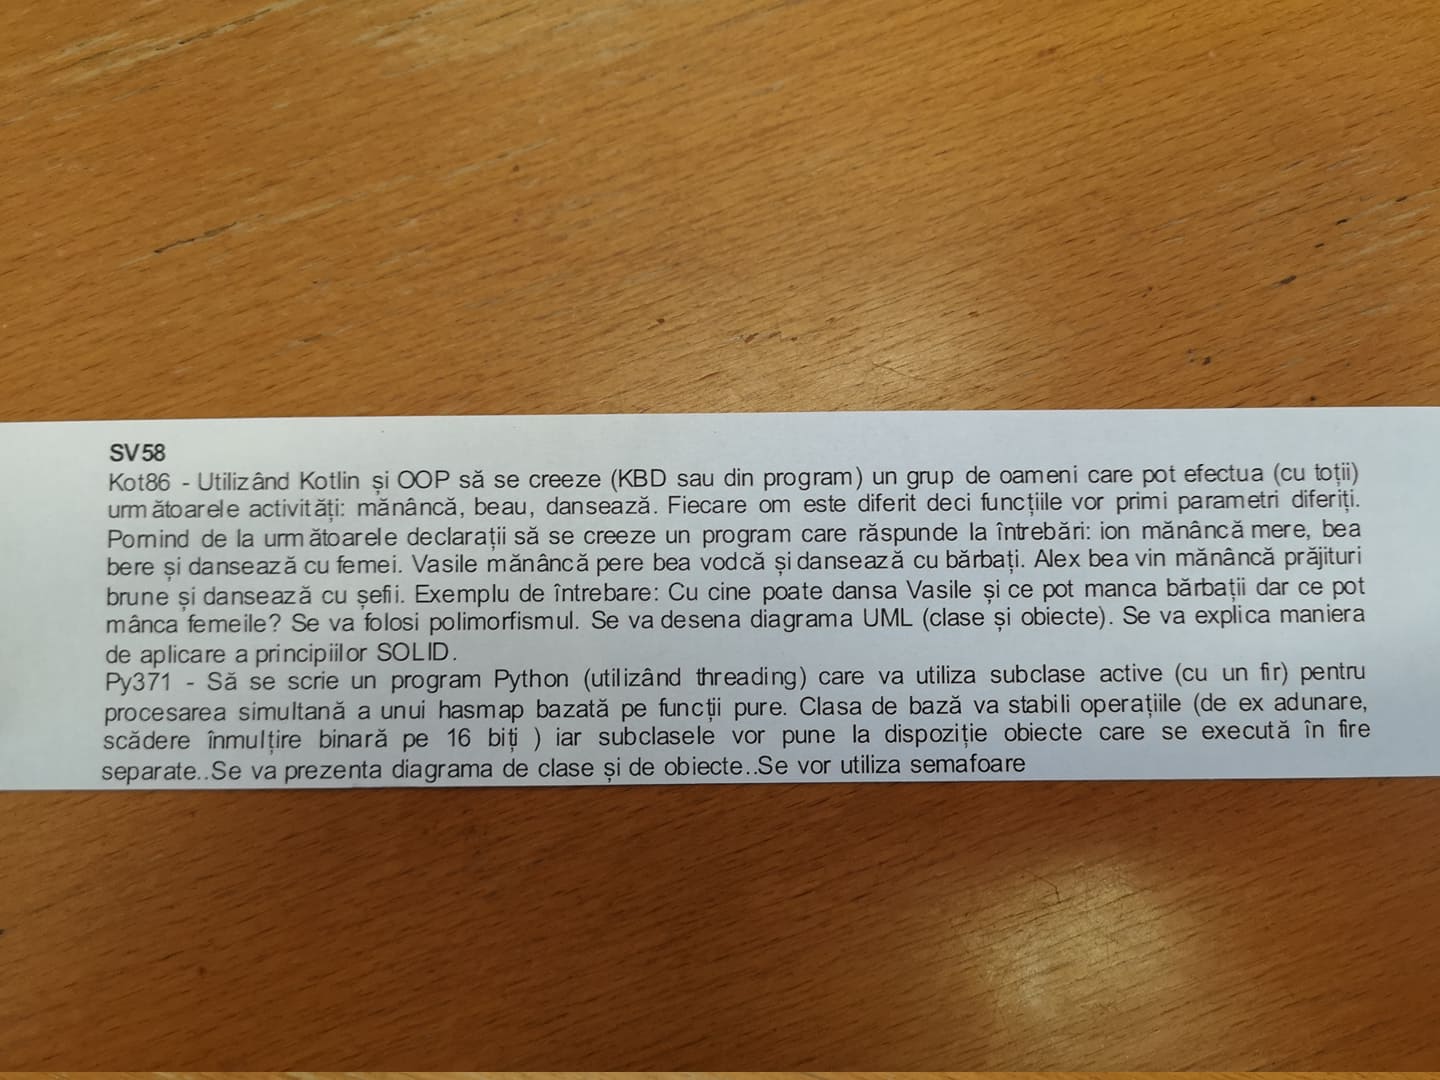 SV58
Kot86 - Utilizând Kotlin și OOP să se creeze (KBD sau din program) un grup de oameni care pot efectua (cu toții)
următoarele activități: mănâncă, beau, dansează. Fiecare om este diferit deci funcțiile vor primi parametri diferiți.
Pornind de la următoarele declarații să se creeze un program care răspunde la întrebări: ion mănâncă mere, bea
bere și dansează cu femei. Vasile mănâncă pere bea vodcă și dansează cu bărbați. Alex bea vin mănâncă prăjituri
brune și dansează cu șefii. Exemplu de întrebare: Cu cine poate dansa Vasile și ce pot manca bărbații dar ce pot
mânca femeile? Se va folosi polimorfismul. Se va desena diagrama UML (clase și obiecte). Se va explica maniera
de aplicare a principiilor SOLID.
Py371 - Să se scrie un program Python (utilizând threading) care va utiliza subclase active (cu un fir) pentru
procesarea simultană a unui hasmap bazată pe funcții pure. Clasa de bază va stabili operațiile (de ex adunare,
scădere înmulțire binară pe 16 biți ) iar subclasele vor pune la dispoziție obiecte care se execută în fire
separate..Se va prezenta diagrama de clase și de obiecte..Se vor utiliza semafoare